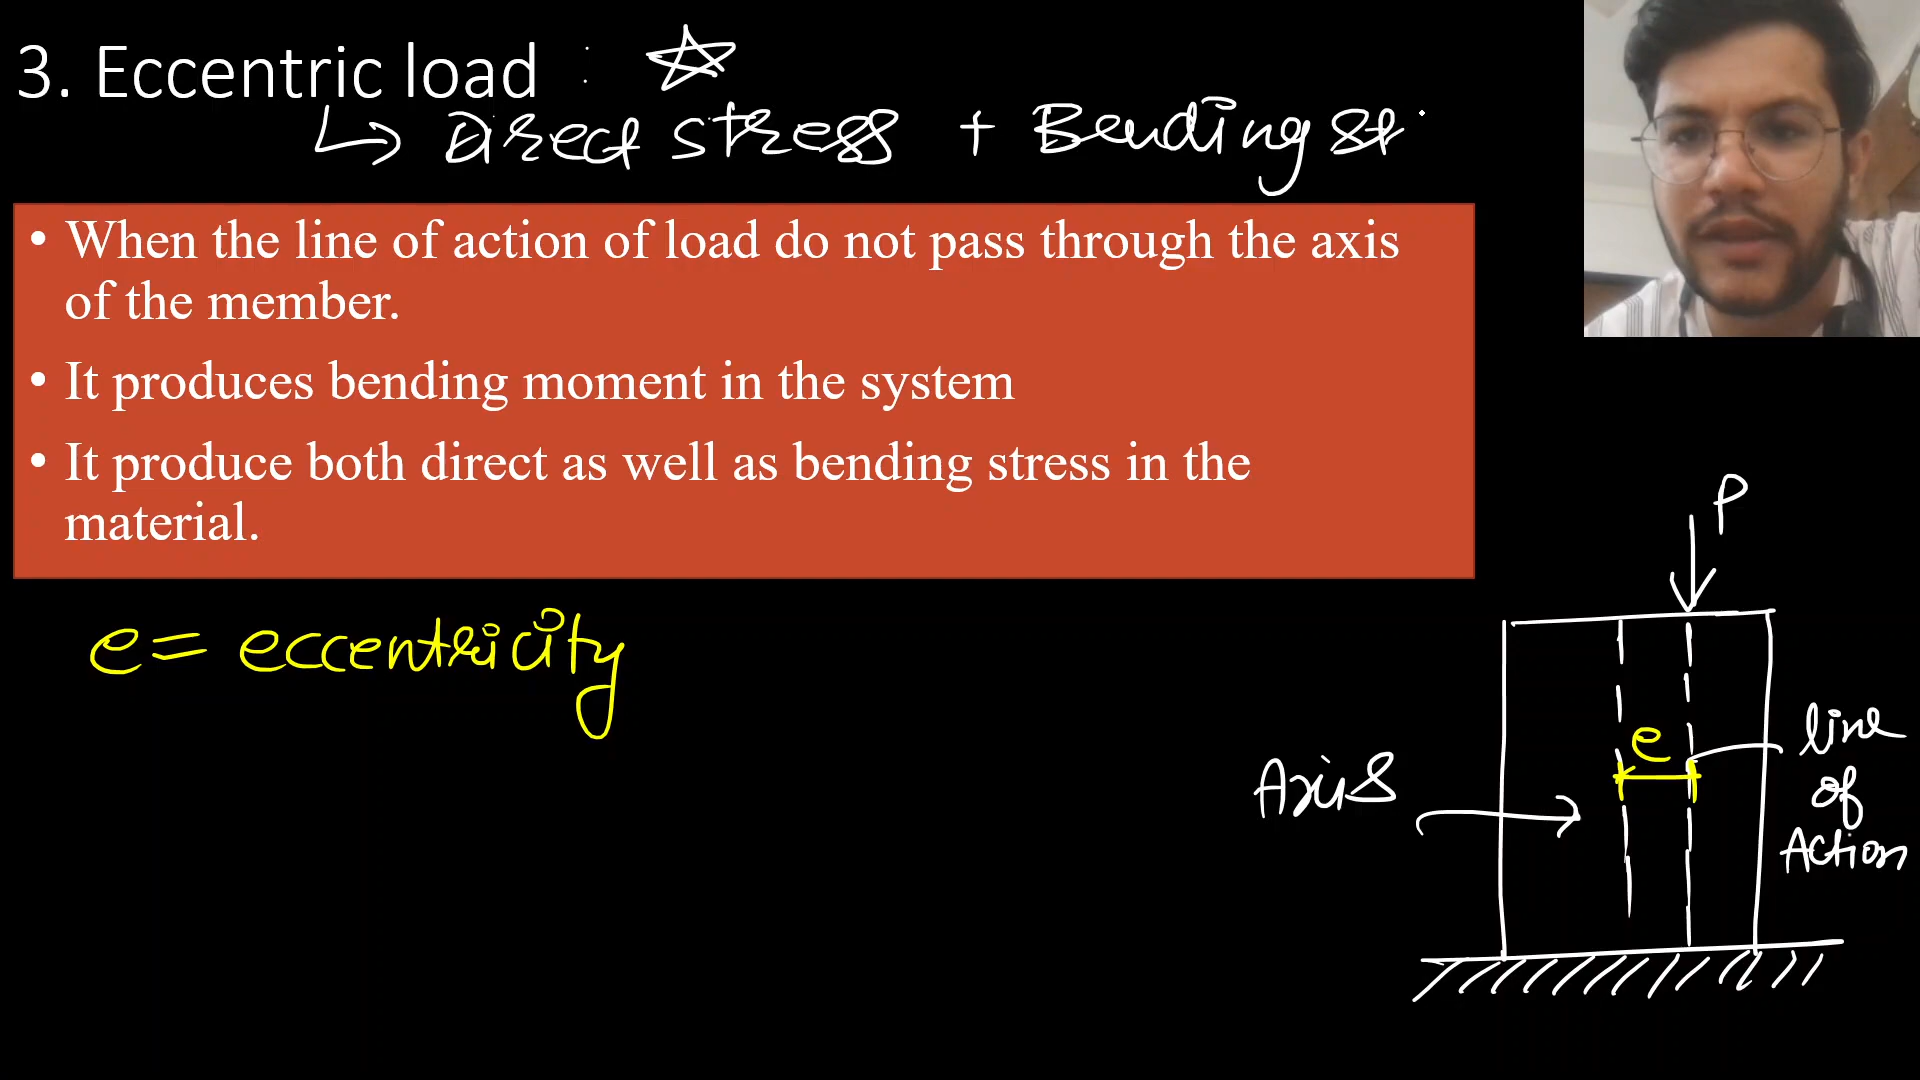 3. Eccentric load :
↳ Direct stress + Bending st.
• When the line of action of load do not pass through the axis
of the member.
• It produces bending moment in the system
• It produce both direct as well as bending stress in the
material.
e = eccentricity
P
e
Axis
line
of
Action